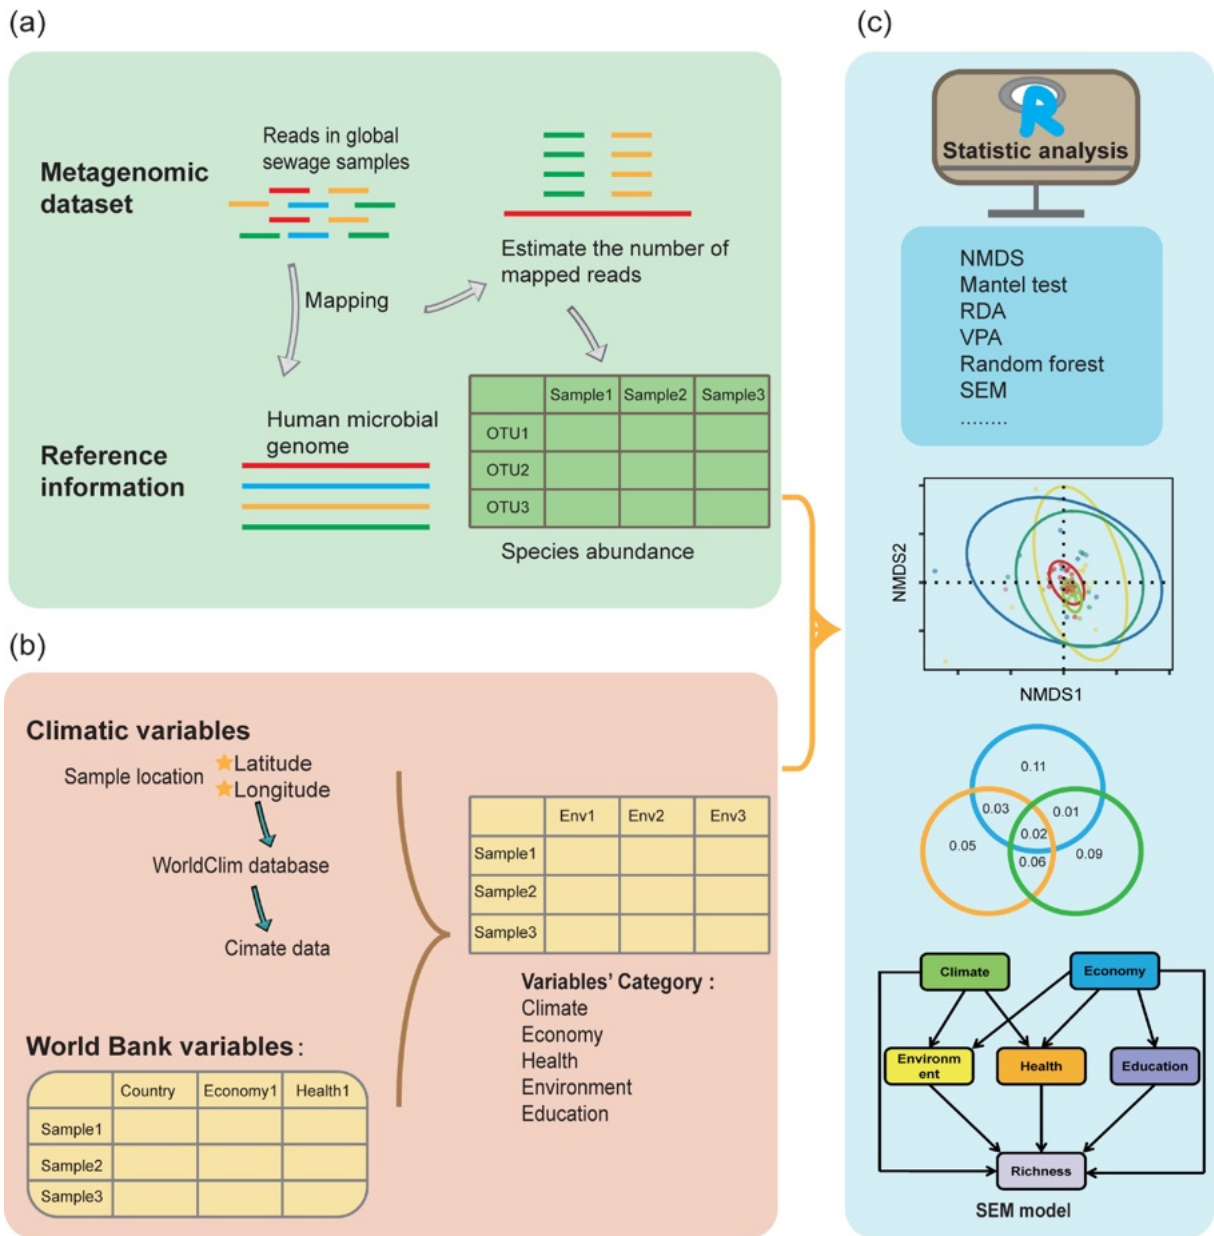 (a)
Metagenomic
dataset
Reads in global
sewage samples
Mapping
Estimate the number of
mapped reads
Reference
information
Human microbial
genome
Sample1 Sample2 Sample3
OTU1
OTU2
OTU3
Species abundance
(b)
Climatic variables
Sample location
Latitude
Longitude
WorldClim database
Cimate data
World Bank variables:
Country Economy1 Health1
Sample1
Sample2
Sample3
Env1 Env2 Env3
Sample1
Sample2
Sample3
Variables' Category :
Climate
Economy
Health
Environment
Education
(c)
R
Statistic analysis
NMDS
Mantel test
RDA
VPA
Random forest
SEM
........
NMDS2
NMDS1
0.11
0.03
0.01
0.02
0.05
0.06
0.09
Climate
Economy
Environm
ent
Health
Education
Richness
SEM model